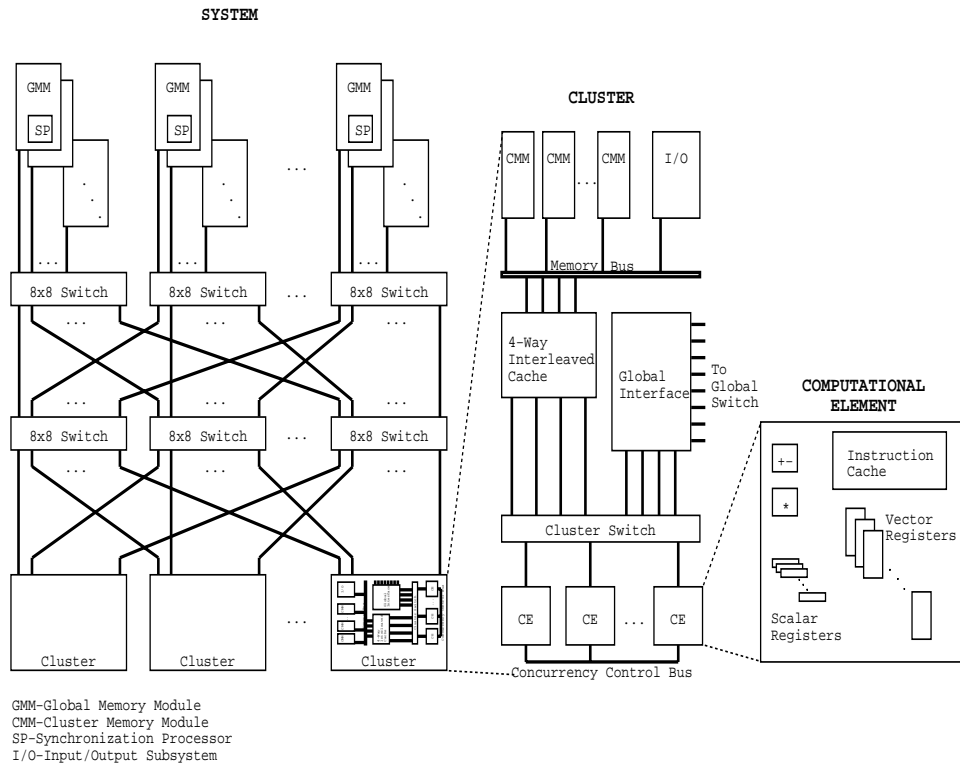 SYSTEM
GMM
SP
GMM
SP
GMM
SP
...
...
...
...
8x8 Switch
8x8 Switch
...
8x8 Switch
...
...
...
...
...
...
8x8 Switch
8x8 Switch
...
8x8 Switch
...
...
...
...
Cluster
Cluster
Cluster
CLUSTER
CMM
CMM
...
CMM
I/O
Memory Bus
4-Way
Interleaved
Cache
Global
Interface
To
Global
Switch
Cluster Switch
CE
CE
...
CE
Concurrency Control Bus
COMPUTATIONAL
ELEMENT
+-
*
Instruction
Cache
Vector
Registers
Scalar
Registers
GMM-Global Memory Module
CMM-Cluster Memory Module
SP-Synchronization Processor
I/O-Input/Output Subsystem